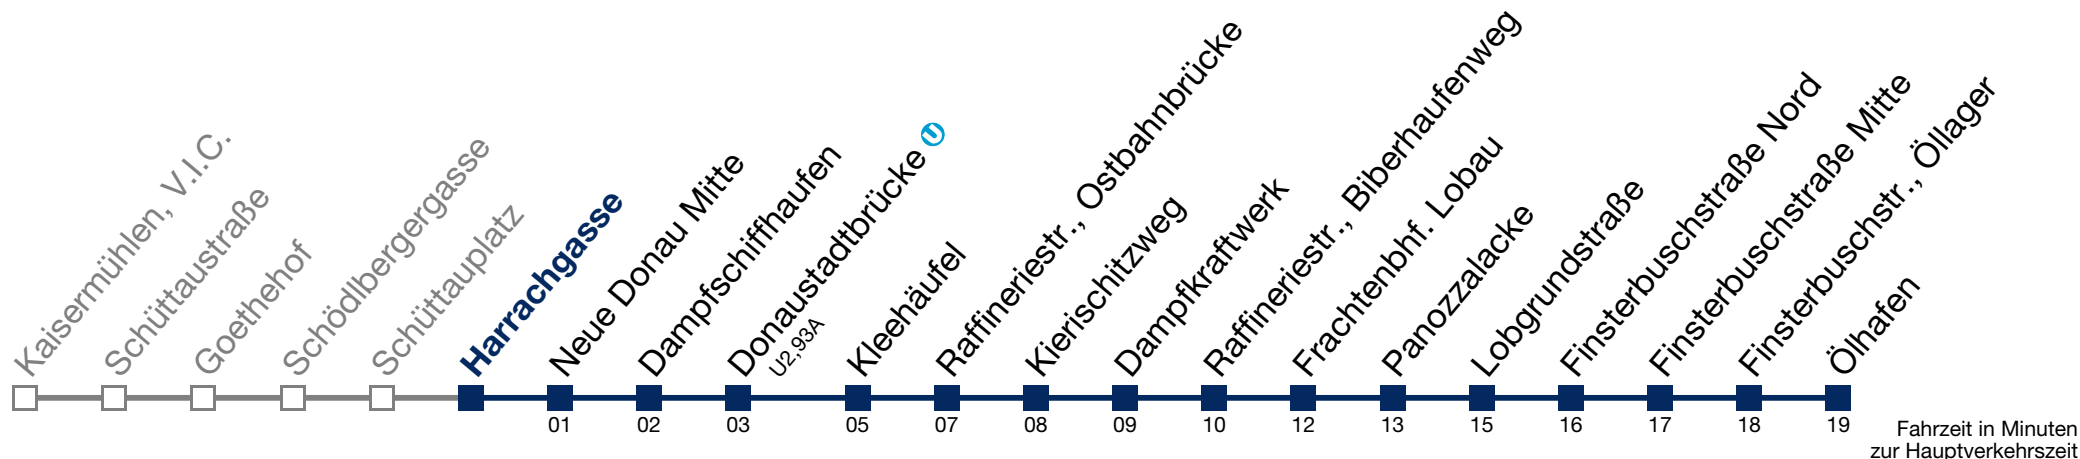 Kaisermühlen, V.I.C.
Schüttaustraße
Goethehof
Schödlbergergasse
Schüttauplatz
Harrachgasse
Neue Donau Mitte
Dampfschiffhaufen
Donaustadtbrücke U
U2,93A
Kleehäufel
Raffineriestr., Ostbahnbrücke
Kierischitzweg
Dampfkraftwerk
Raffineriestr., Biberhaufenweg
Frachtenbhf. Lobau
Panozzalacke
Lobgrundstraße
Finsterbuschstraße Nord
Finsterbuschstraße Mitte
Finsterbuschstr., Öllager
Ölhafen
01 02 03 05 07 08 09 10 12 13 15 16 17 18 19
Fahrzeit in Minuten
zur Hauptverkehrszeit